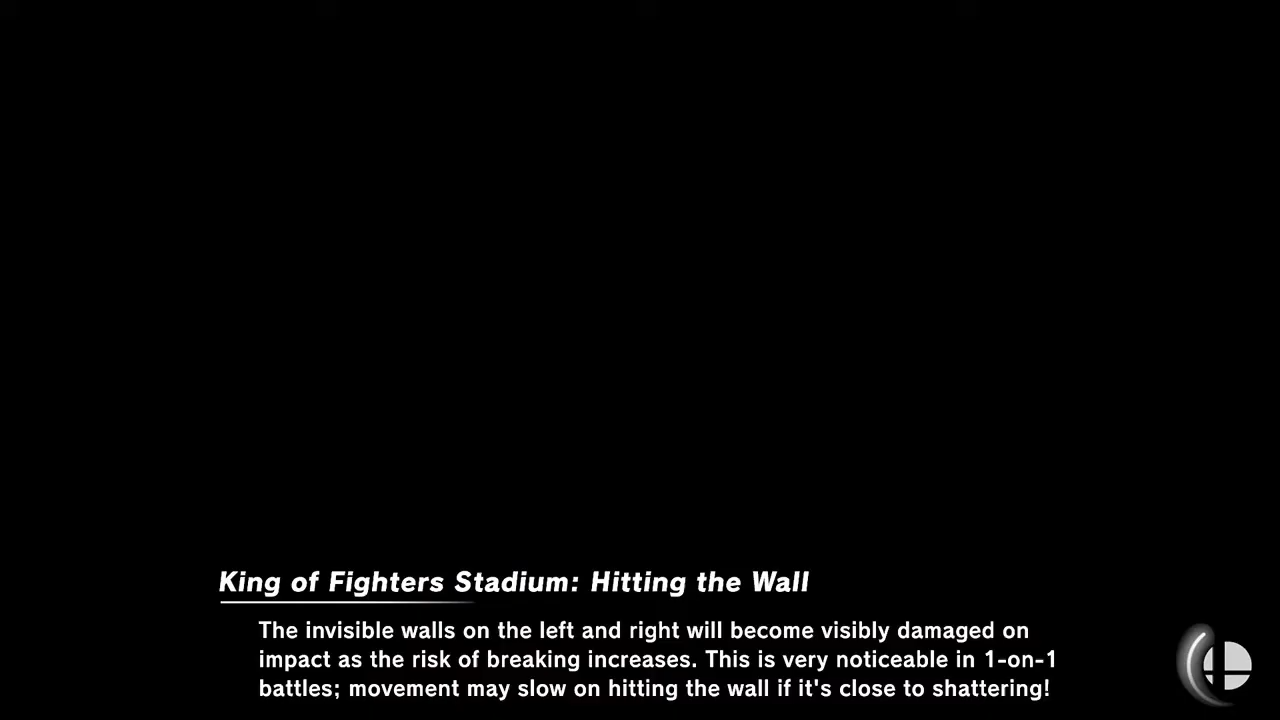 King of Fighters Stadium: Hitting the Wall
The invisible walls on the left and right will become visibly damaged on
impact as the risk of breaking increases. This is very noticeable in 1-on-1
battles; movement may slow on hitting the wall if it's close to shattering!